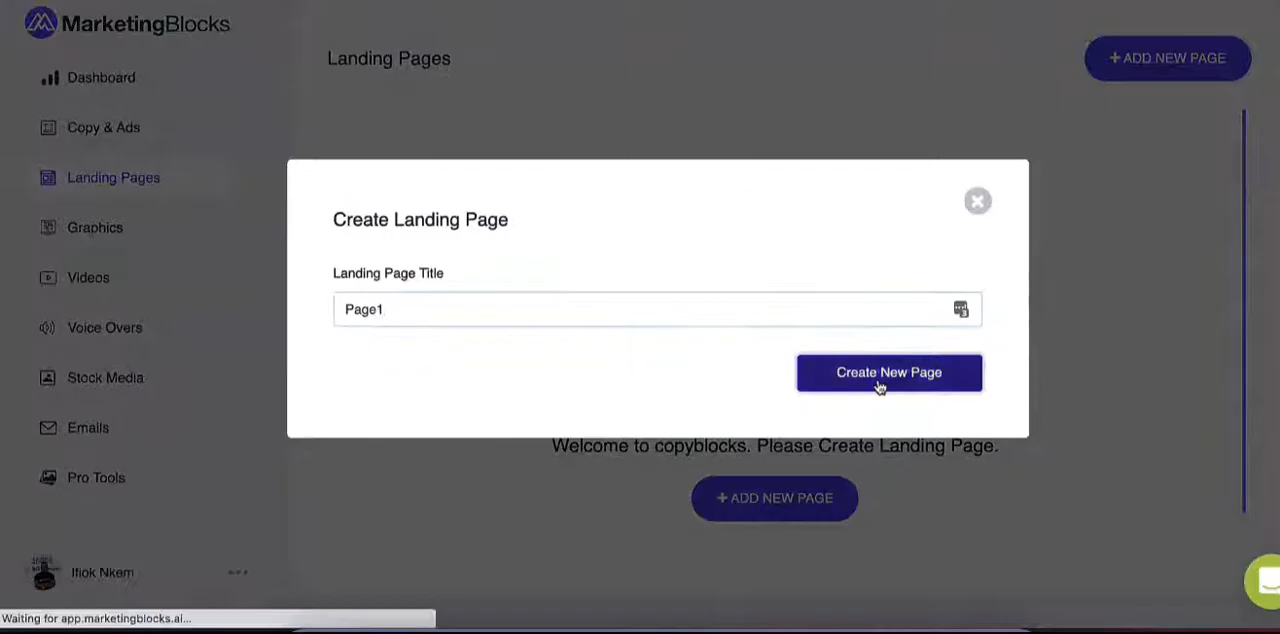 MarketingBlocks
Dashboard
Copy & Ads
Landing Pages
Graphics
Videos
Voice Overs
Stock Media
Emails
Pro Tools
Ifiok Nkem
Landing Pages
+ ADD NEW PAGE
Create Landing Page
Landing Page Title
Page1
Create New Page
Welcome to copyblocks. Please Create Landing Page.
+ ADD NEW PAGE
Waiting for app.marketingblocks.ai...